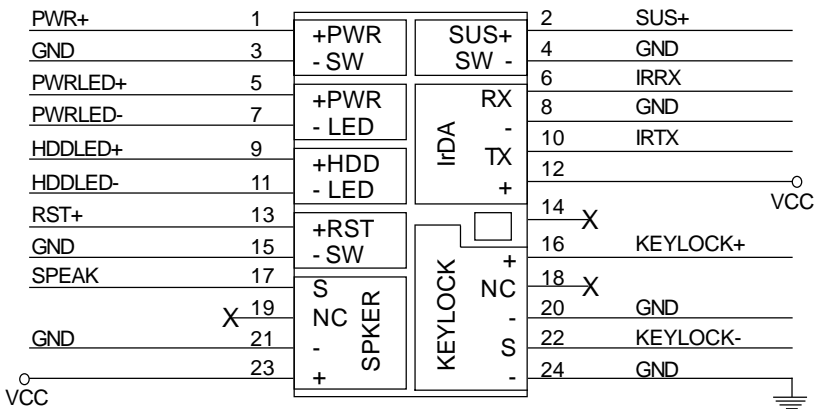 PWR+ 1 2 SUS+
+PWR SUS+
GND 3 - SW SW - 4 GND
PWRLED+ 5 6 IRRX
+PWR RX
PWRLED- 7 8 GND
- LED -
HDDLED+ 9 IrDA 10 IRTX
+HDD TX
HDDLED- 11 - LED + 12
VCC
RST+ 13 14 X
+RST
GND 15 - SW 16 KEYLOCK+
+
SPEAK 17 18 X
S NC
X 19 NC SPKER KEYLOCK - 20 GND
GND 21 - S 22 KEYLOCK-
23 + - 24 GND
VCC